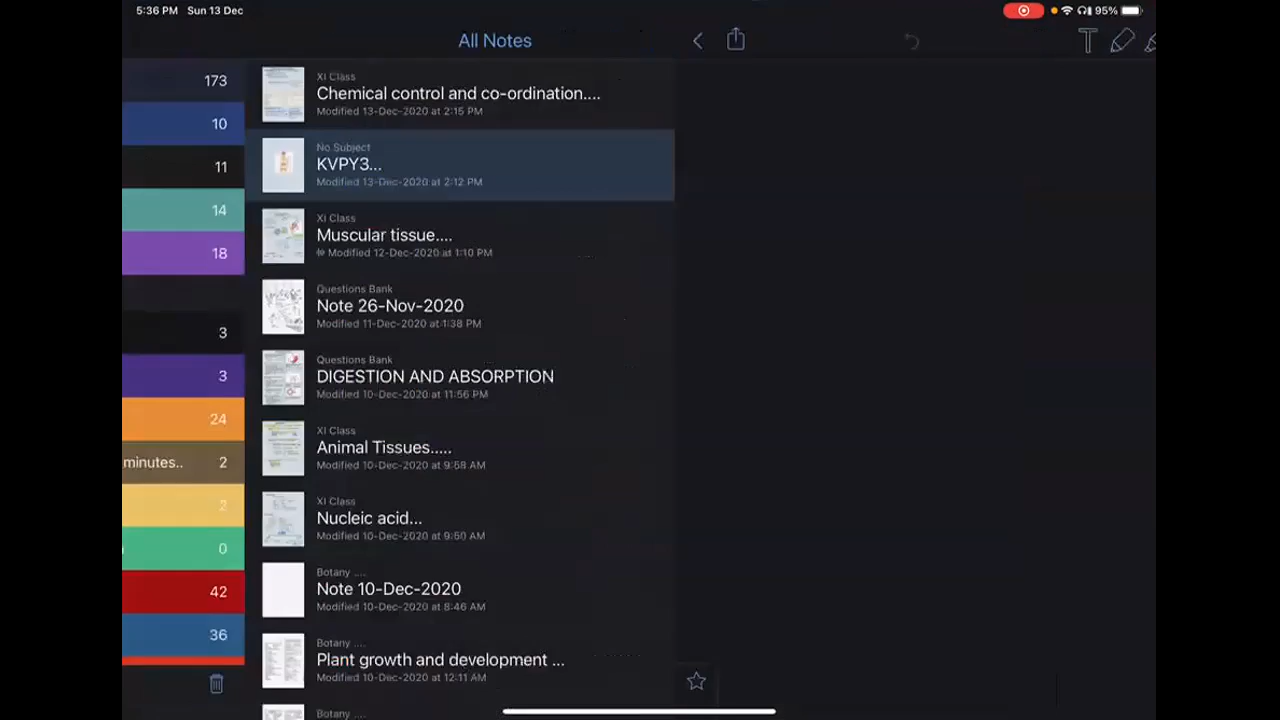 5:36 PM Sun 13 Dec
95%
All Notes
173
10
11
14
18
3
3
24
minutes.. 2
2
0
42
36
XI Class
Chemical control and co-ordination....
Modified 13-Dec-2020 at 2:15 PM
No Subject
KVPY3...
Modified 13-Dec-2020 at 2:12 PM
XI Class
Muscular tissue....
Modified 12-Dec-2020 at 1:10 PM
Questions Bank
Note 26-Nov-2020
Modified 11-Dec-2020 at 1:38 PM
Questions Bank
DIGESTION AND ABSORPTION
Modified 10-Dec-2020 at 11:56 PM
XI Class
Animal Tissues.....
Modified 10-Dec-2020 at 9:58 AM
XI Class
Nucleic acid...
Modified 10-Dec-2020 at 9:50 AM
Botany ....
Note 10-Dec-2020
Modified 10-Dec-2020 at 8:46 AM
Botany ....
Plant growth and development ...
Modified 10-Dec-2020 at 12:11 AM
Botany